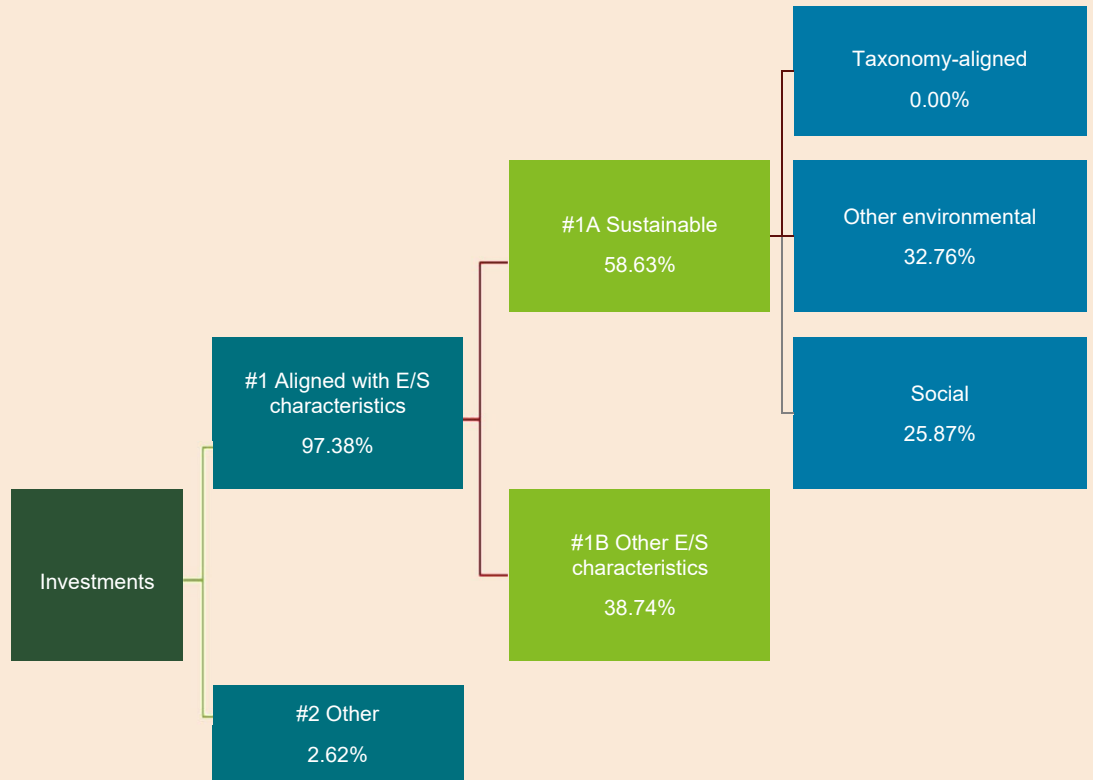 Taxonomy-aligned
0.00%
#1A Sustainable
58.63%
Other environmental
32.76%
#1 Aligned with E/S
characteristics
97.38%
Social
25.87%
Investments
#1B Other E/S
characteristics
38.74%
#2 Other
2.62%